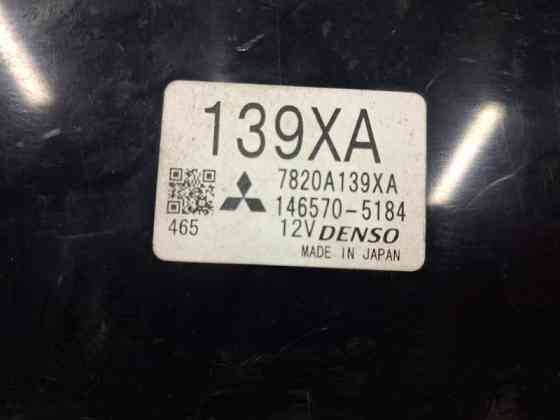 139XA
7820A139XA
146570-5184
465
12V DENSO
MADE IN JAPAN